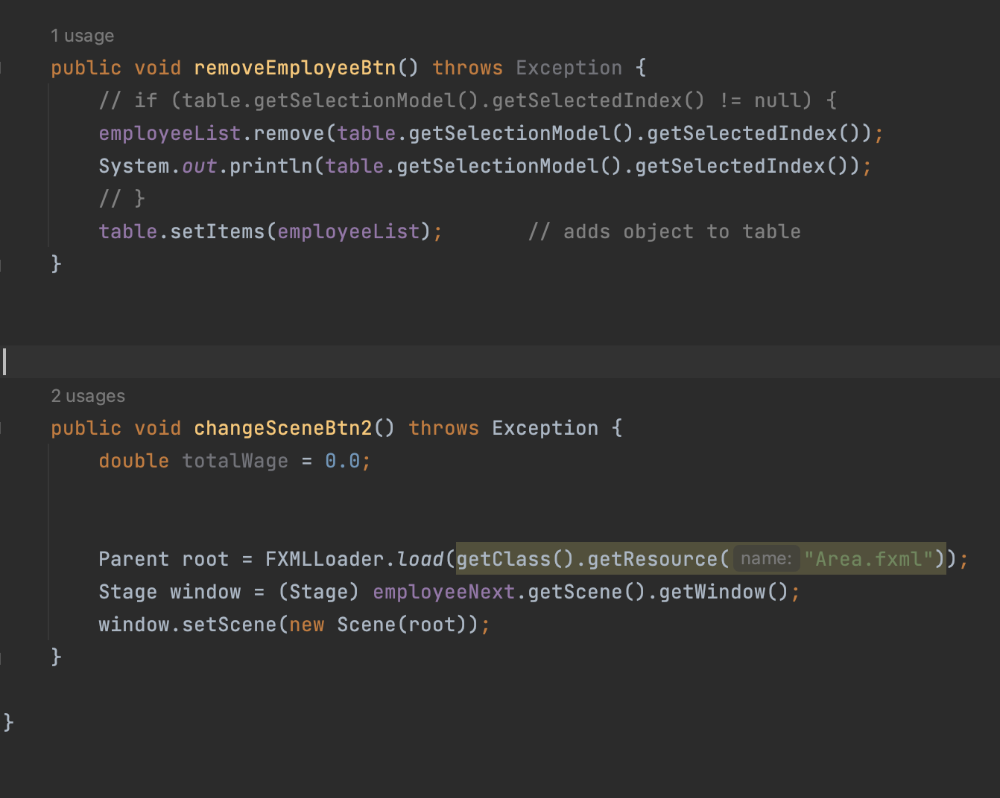 1 usage
public void removeEmployeeBtn() throws Exception {
// if (table.getSelectionModel().getSelectedIndex() != null) {
employeeList.remove(table.getSelectionModel().getSelectedIndex());
System.out.println(table.getSelectionModel().getSelectedIndex());
// }
table.setItems(employeeList);       // adds object to table
}
2 usages
public void changeSceneBtn2() throws Exception {
double totalWage = 0.0;
Parent root = FXMLLoader.load(getClass().getResource( name: "Area.fxml"));
Stage window = (Stage) employeeNext.getScene().getWindow();
window.setScene(new Scene(root));
}
}